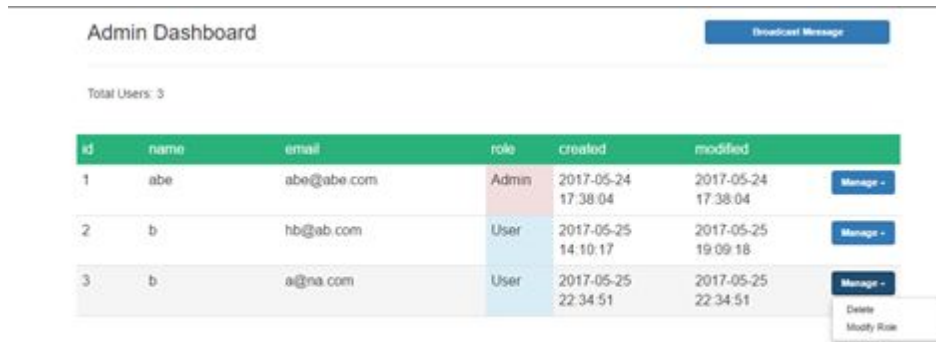 Admin Dashboard
Broadcast Message
Total Users: 3
id name email role created modified
1 abe abe@abe.com Admin 2017-05-24 17:38:04 2017-05-24 17:38:04 Manage
2 b hb@ab.com User 2017-05-25 14:10:17 2017-05-25 19:09:18 Manage
3 b a@na.com User 2017-05-25 22:34:51 2017-05-25 22:34:51 Manage
Delete
Modify Role